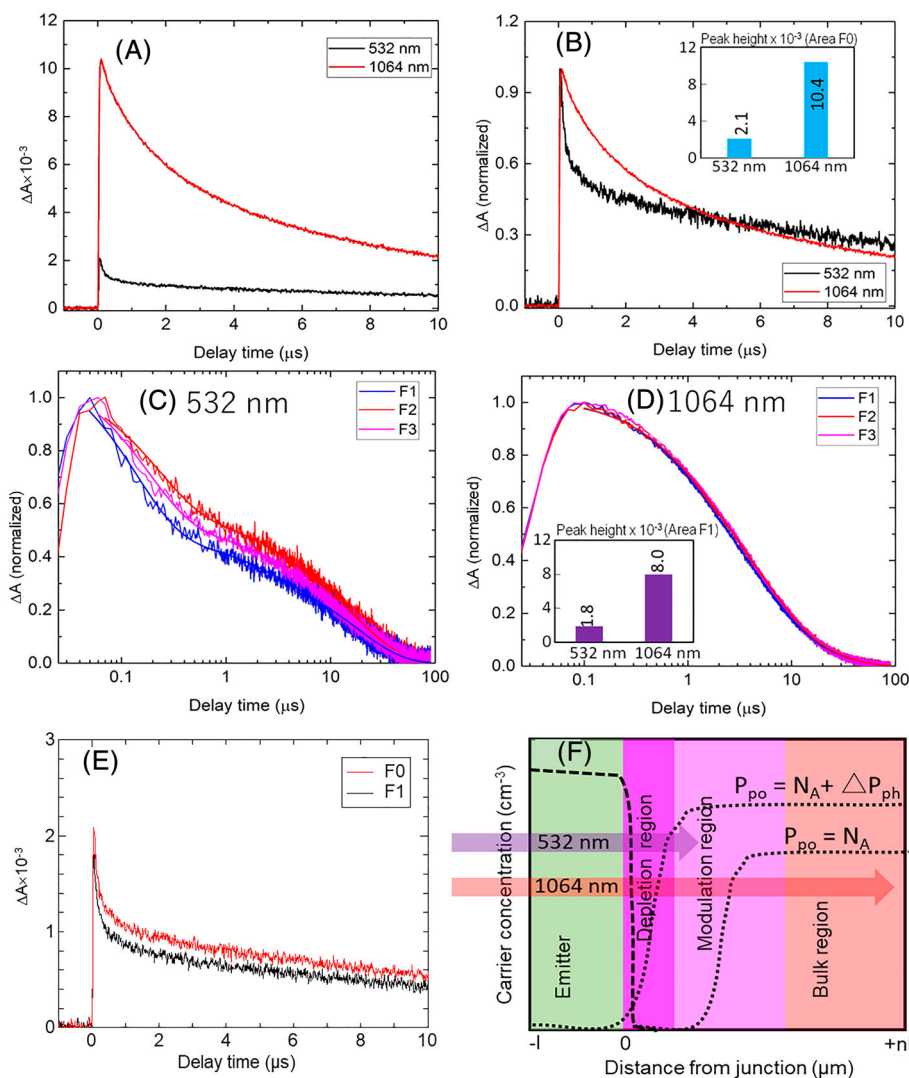 (A)
532 nm
1064 nm
ΔA×10⁻³
12
10
8
6
4
2
0
0 2 4 6 8 10
Delay time (µs)
(B)
Peak height x 10⁻³ (Area F0)
12
8
4
0
2.1
10.4
532 nm 1064 nm
ΔA (normalized)
1.2
0.9
0.6
0.3
0.0
532 nm
1064 nm
0 2 4 6 8 10
Delay time (µs)
(C) 532 nm
F1
F2
F3
ΔA (normalized)
1.0
0.8
0.6
0.4
0.2
0.0
0.1 1 10 100
Delay time (µs)
(D) 1064 nm
F1
F2
F3
ΔA (normalized)
1.0
0.8
0.6
0.4
0.2
0.0
Peak height x 10⁻³ (Area F1)
12
8
4
0
1.8
8.0
532 nm 1064 nm
0.1 1 10 100
Delay time (µs)
(E)
F0
F1
ΔA×10⁻³
3
2
1
0
0 2 4 6 8 10
Delay time (µs)
(F)
Carrier concentration (cm⁻³)
P_po = N_A + △P_ph
P_po = N_A
532 nm
1064 nm
Emitter
Depletion region
Modulation region
Bulk region
-l 0 +n
Distance from junction (µm)